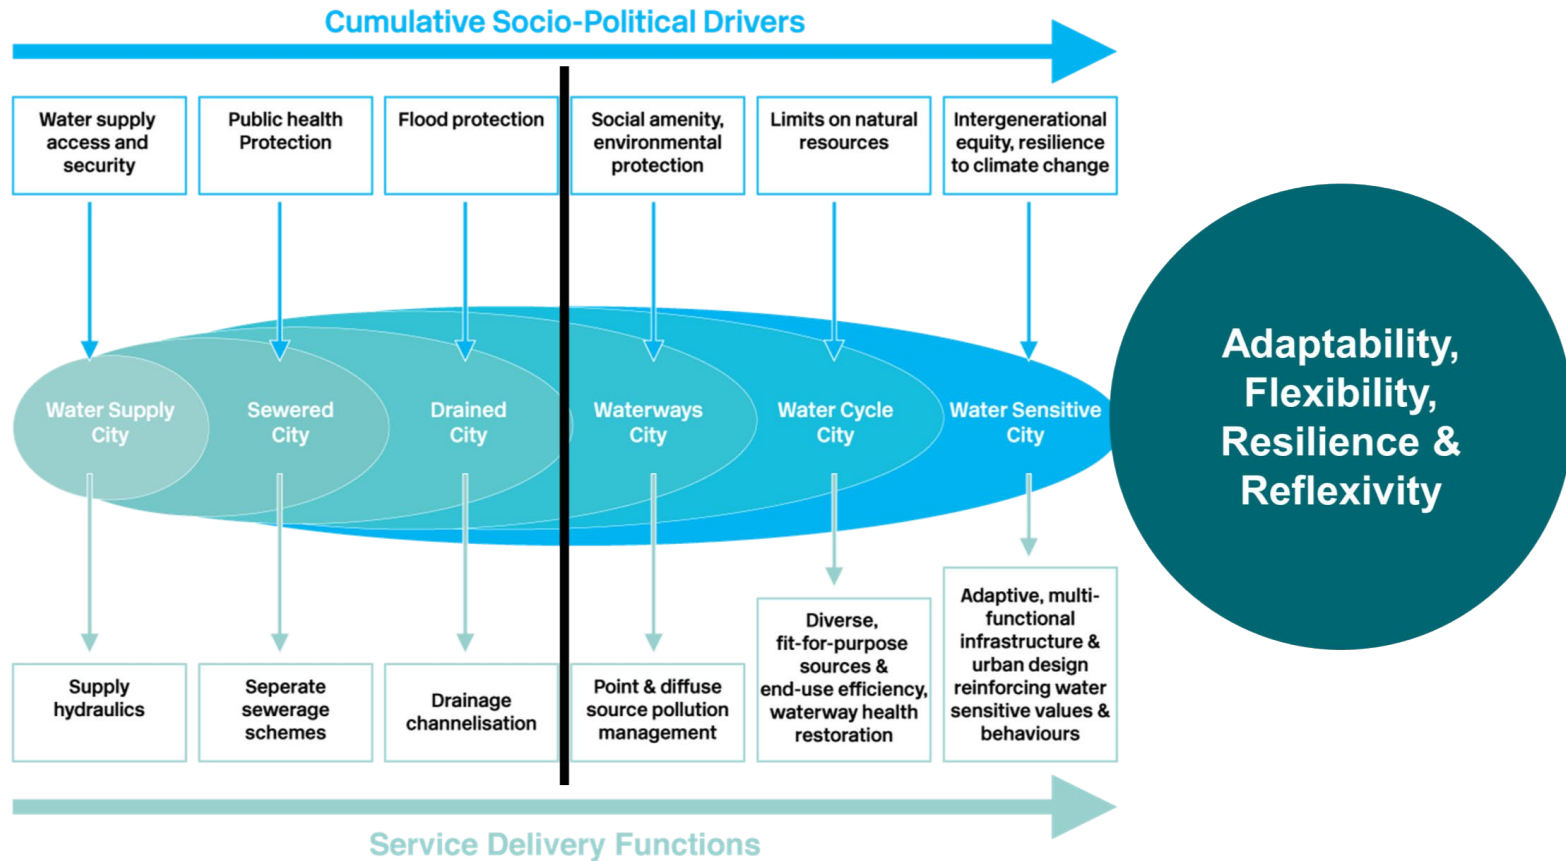 Cumulative Socio-Political Drivers
Water supply
access and
security
Public health
Protection
Flood protection
Social amenity,
environmental
protection
Limits on natural
resources
Intergenerational
equity, resilience
to climate change
Water Supply
City
Sewered
City
Drained
City
Waterways
City
Water Cycle
City
Water Sensitive
City
Adaptability,
Flexibility,
Resilience &
Reflexivity
Supply
hydraulics
Seperate
sewerage
schemes
Drainage
channelisation
Point & diffuse
source pollution
management
Diverse,
fit-for-purpose
sources &
end-use efficiency,
waterway health
restoration
Adaptive, multi-
functional
infrastructure &
urban design
reinforcing water
sensitive values &
behaviours
Service Delivery Functions